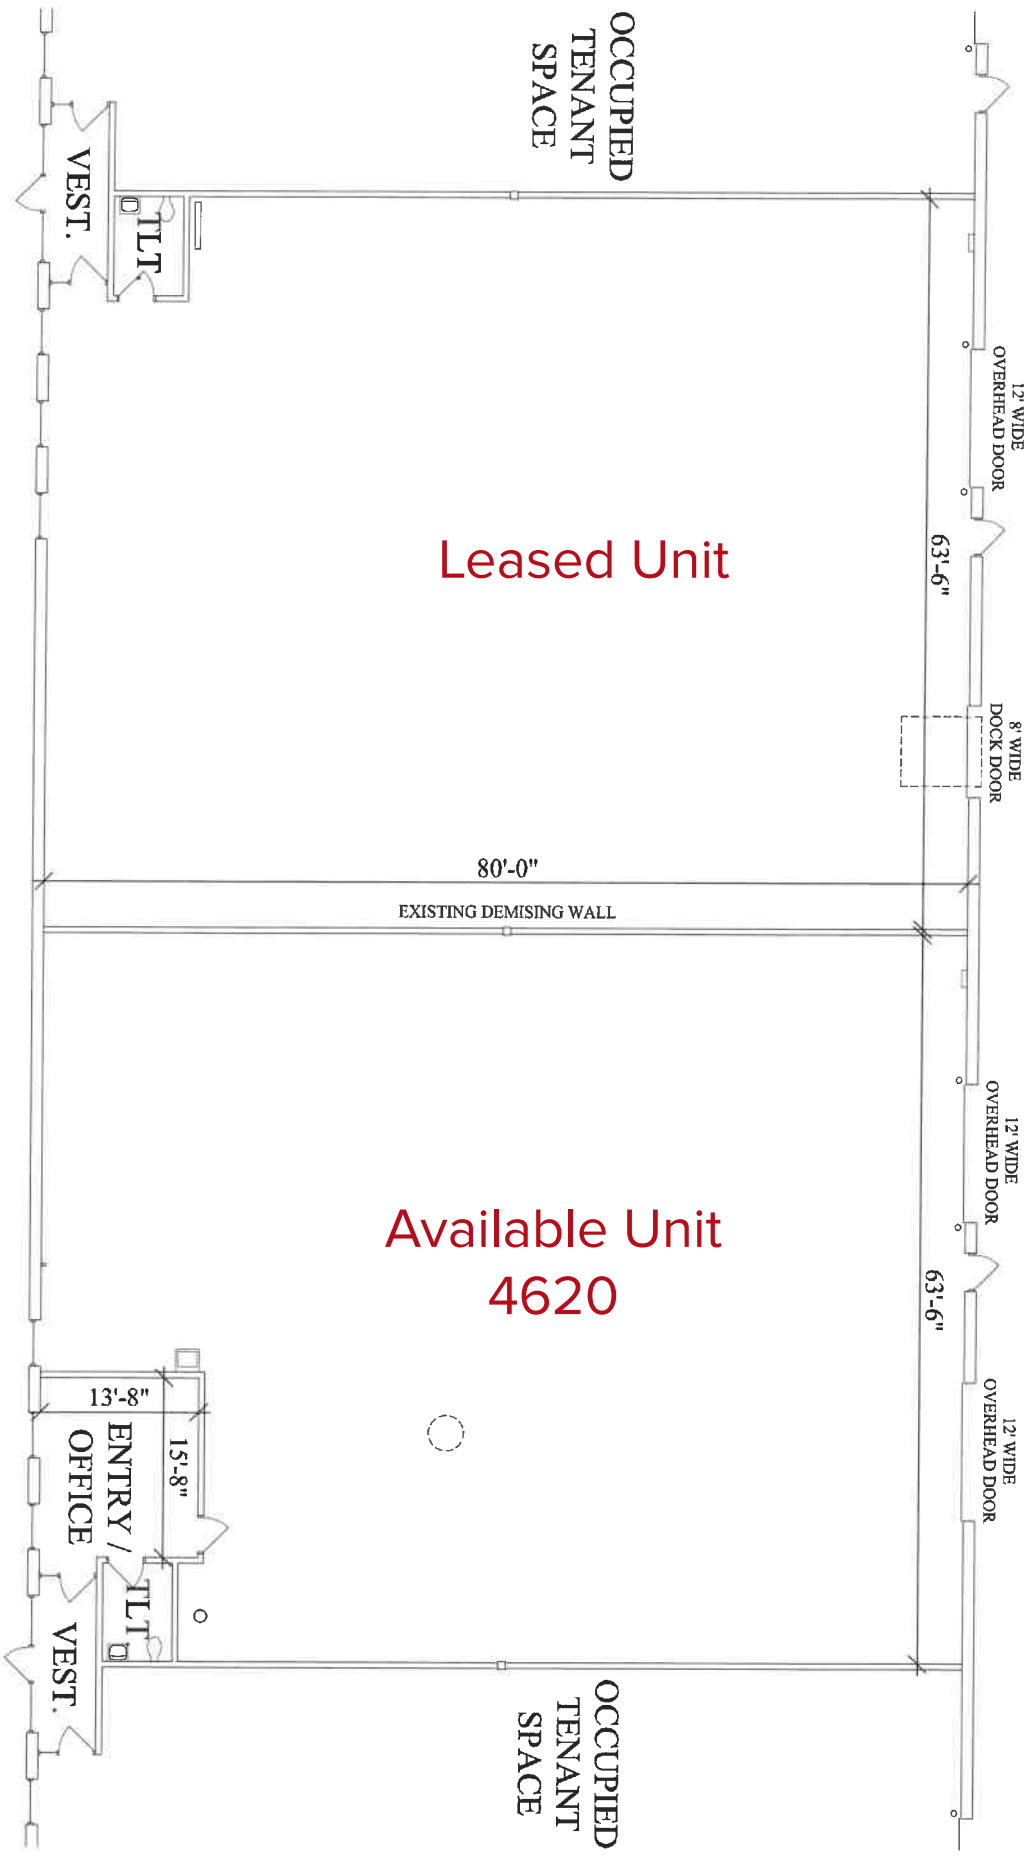 OCCUPIED
TENANT
SPACE
VEST.
TLT
12' WIDE
OVERHEAD DOOR
63'-6"
Leased Unit
8' WIDE
DOCK DOOR
80'-0"
EXISTING DEMISING WALL
12' WIDE
OVERHEAD DOOR
Available Unit
4620
63'-6"
12' WIDE
OVERHEAD DOOR
13'-8"
15'-8"
ENTRY /
OFFICE
TLT
VEST.
OCCUPIED
TENANT
SPACE